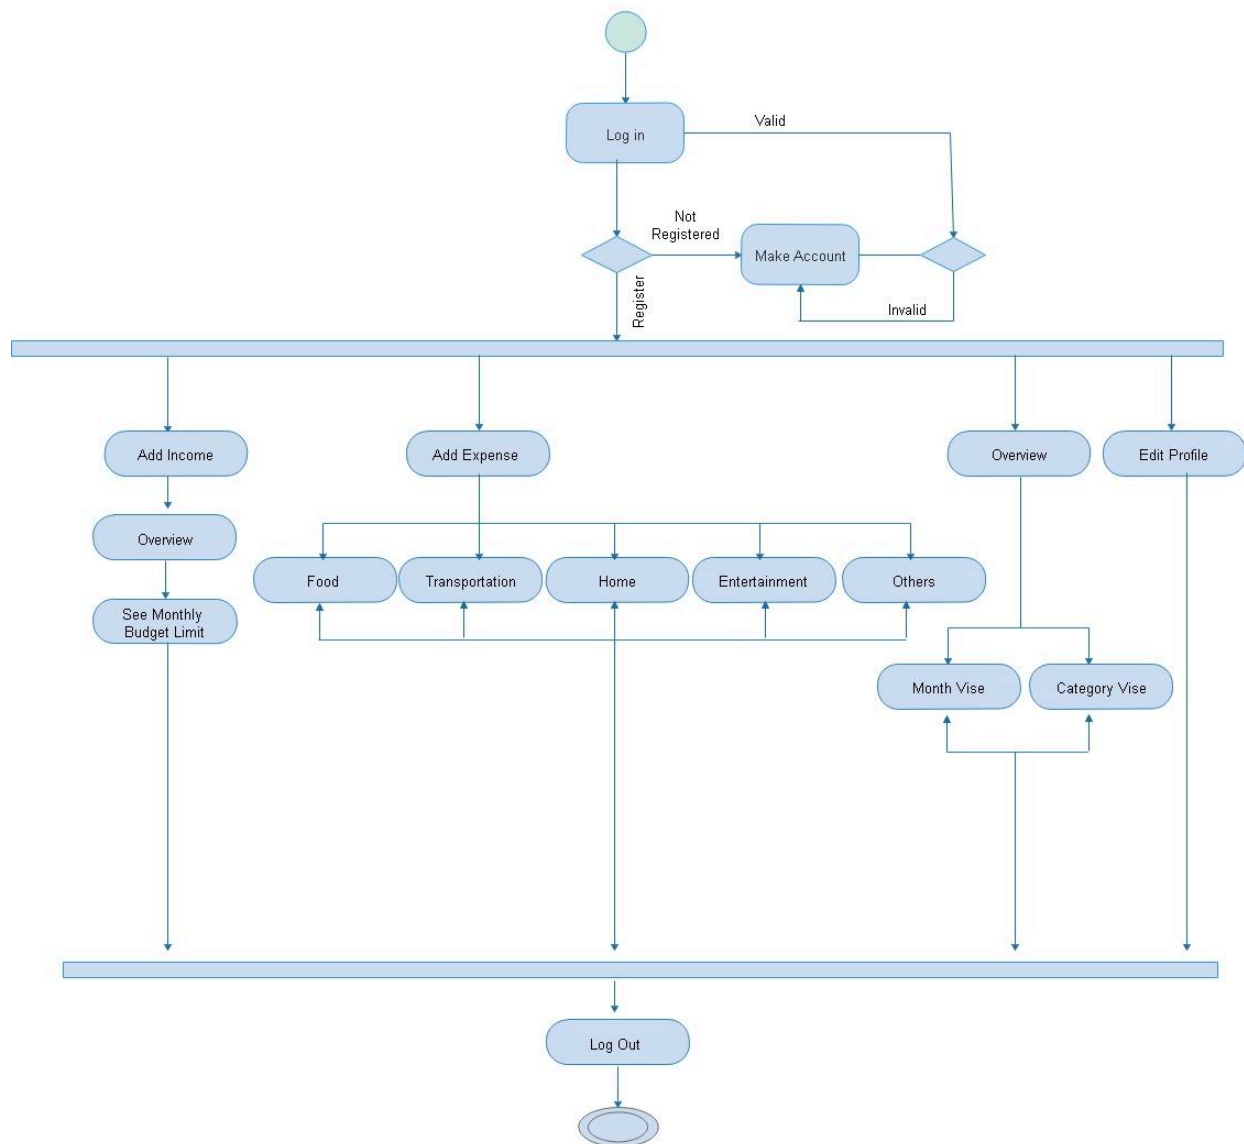 Log in
Valid
Not
Registered
Make Account
Register
Invalid
Add Income
Add Expense
Overview
Edit Profile
Overview
Food
Transportation
Home
Entertainment
Others
See Monthly
Budget Limit
Month Vise
Category Vise
Log Out